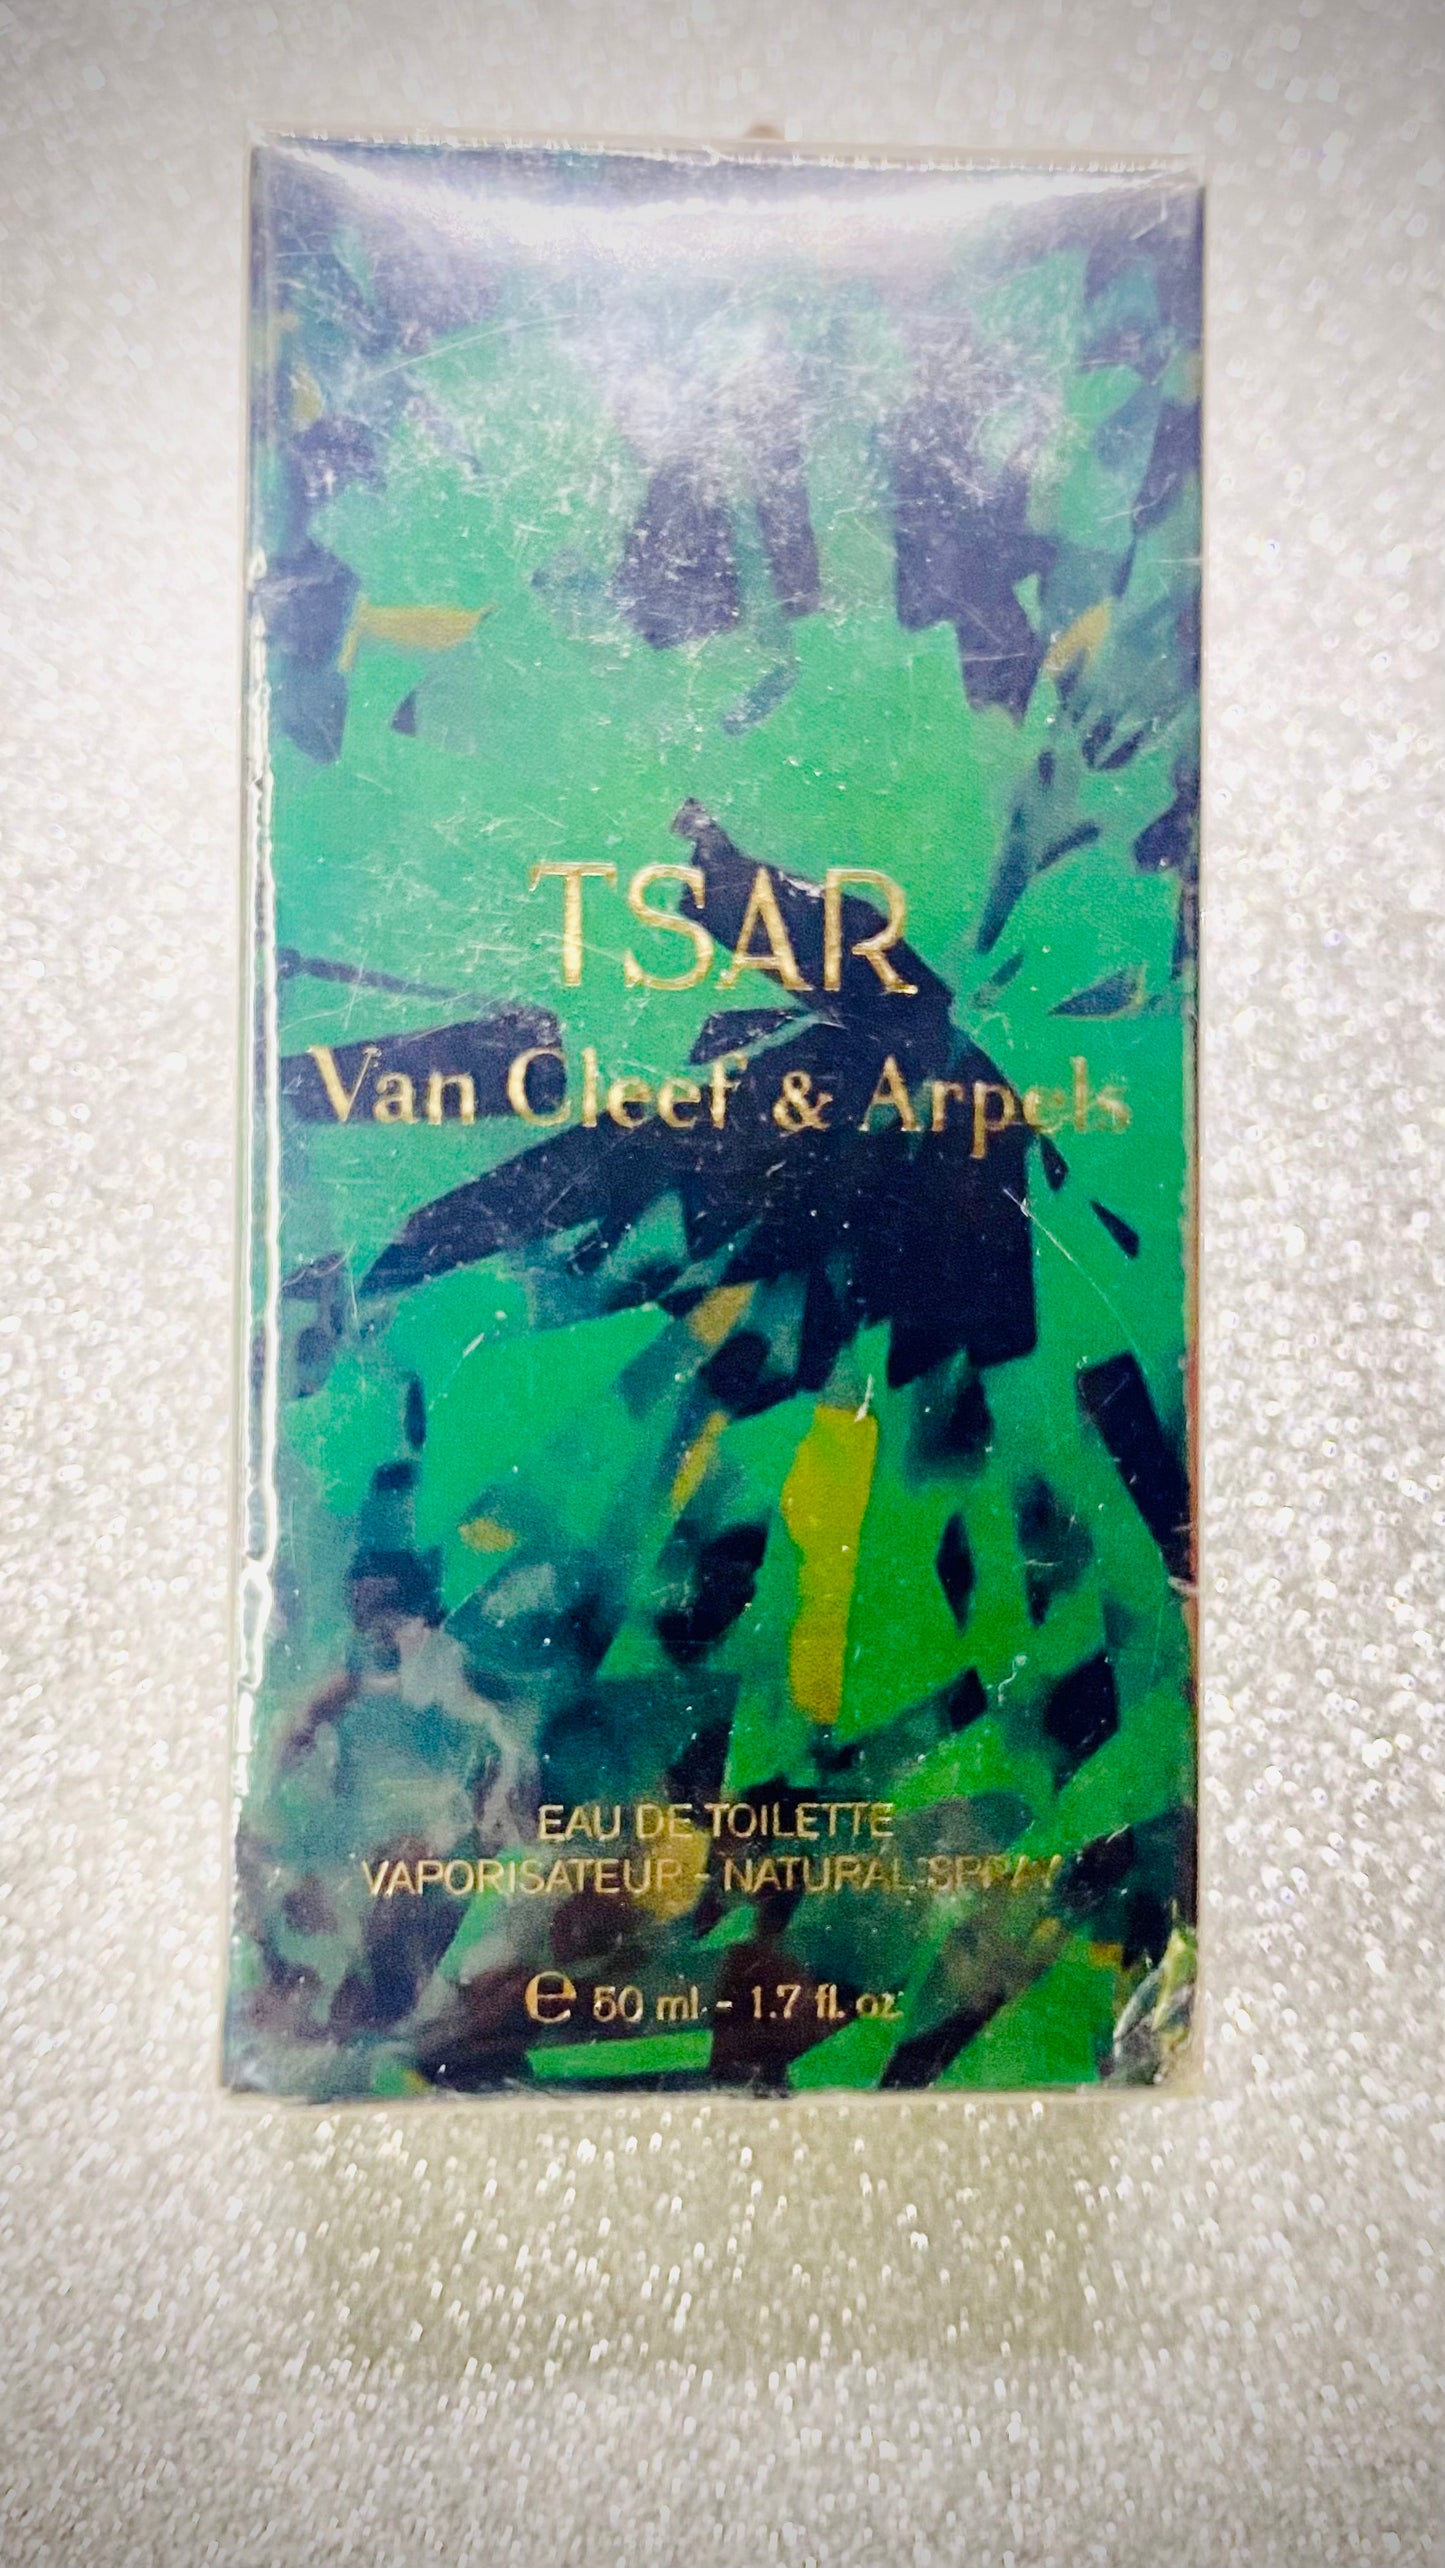 TSAR
Van Cleef & Arpels
EAU DE TOILETTE
VAPORISATEUR - NATURAL SPRAY
e 50 ml - 1.7 fl. oz.